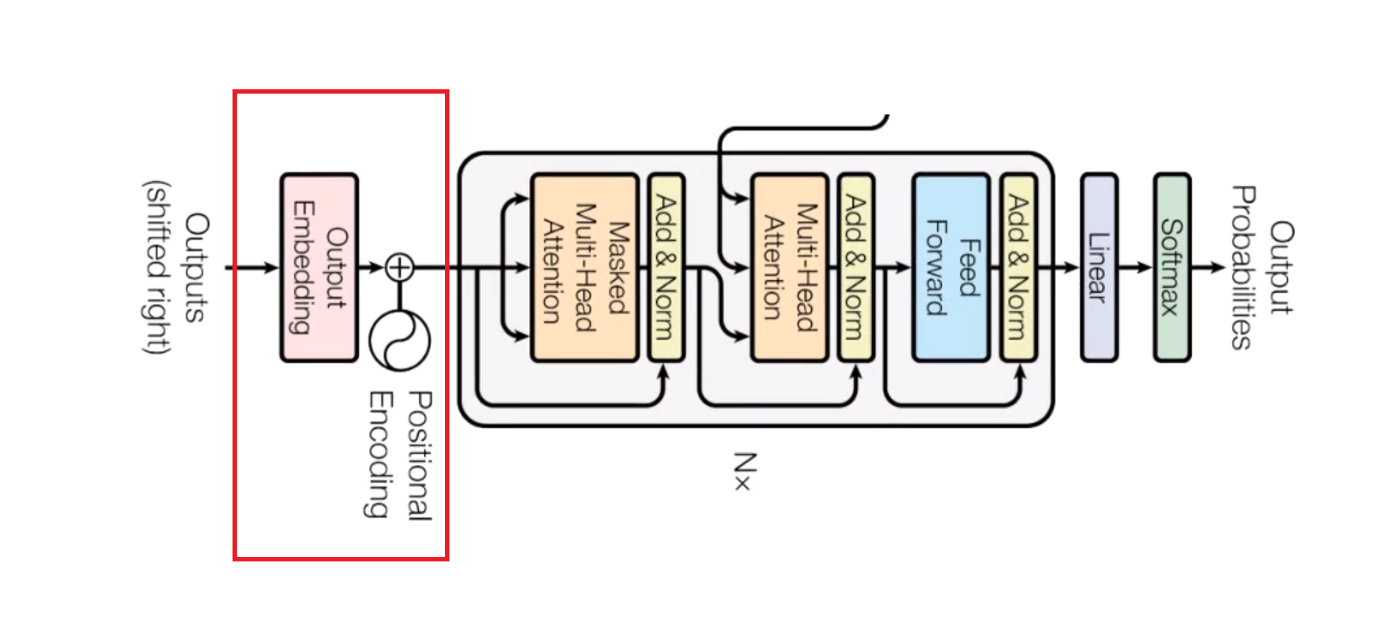 Outputs
(shifted right)
Output
Embedding
Positional
Encoding
Masked
Multi-Head
Attention
Add & Norm
Multi-Head
Attention
Add & Norm
Feed
Forward
Add & Norm
Nx
Linear
Softmax
Output
Probabilities